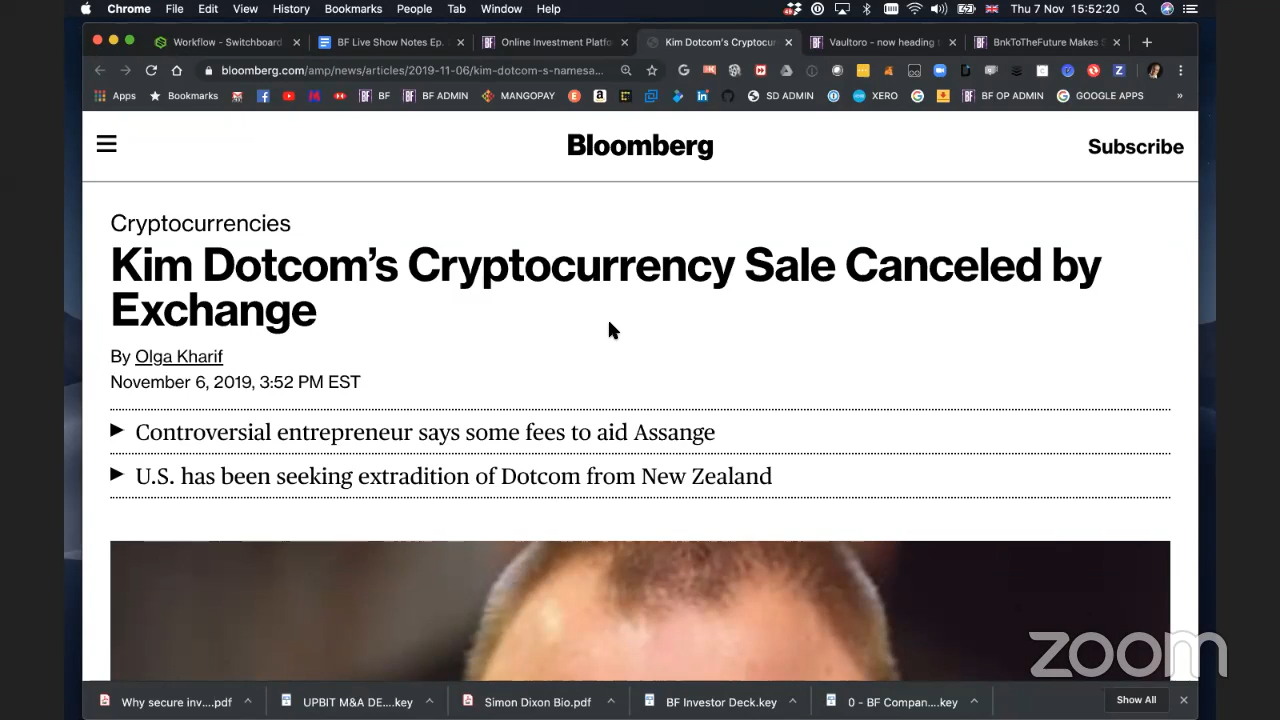 Chrome File Edit View History Bookmarks People Tab Window Help Thu 7 Nov 15:52:20
Workflow - Switchboard BF Live Show Notes Ep. Online Investment Platfo Kim Dotcom's Cryptocur Vaultoro - now heading BnkToTheFuture Makes S
bloomberg.com/amp/news/articles/2019-11-06/kim-dotcom-s-namesa...
Apps Bookmarks BF BF ADMIN MANGOPAY SD ADMIN XERO BF OP ADMIN GOOGLE APPS »
Bloomberg Subscribe
Cryptocurrencies
Kim Dotcom's Cryptocurrency Sale Canceled by
Exchange
By Olga Kharif
November 6, 2019, 3:52 PM EST
Controversial entrepreneur says some fees to aid Assange
U.S. has been seeking extradition of Dotcom from New Zealand
zoom
Why secure inv....pdf UPBIT M&A DE....key Simon Dixon Bio.pdf BF Investor Deck.key 0 - BF Compan....key Show All